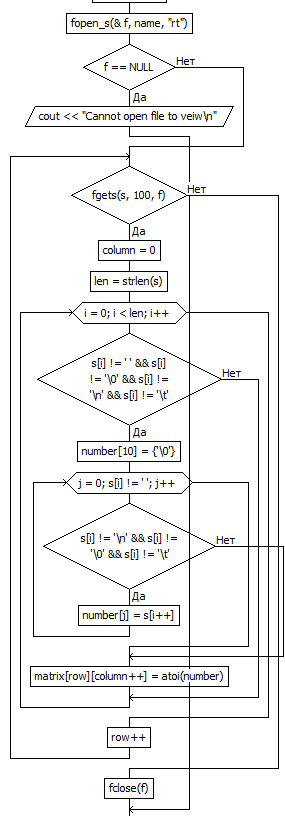 fopen_s(& f, name, "rt")
f == NULL
Нет
Да
cout << "Cannot open file to veiw\n"
fgets(s, 100, f)
Нет
Да
column = 0
len = strlen(s)
i = 0; i < len; i++
s[i] != ' ' && s[i]
!= '\0' && s[i] !=
'\n' && s[i] != '\t'
Нет
Да
number[10] = {'\0'}
j = 0; s[i] != ' '; j++
s[i] != '\n' && s[i] !=
'\0' && s[i] != '\t'
Нет
Да
number[j] = s[i++]
matrix[row][column++] = atoi(number)
row++
fclose(f)